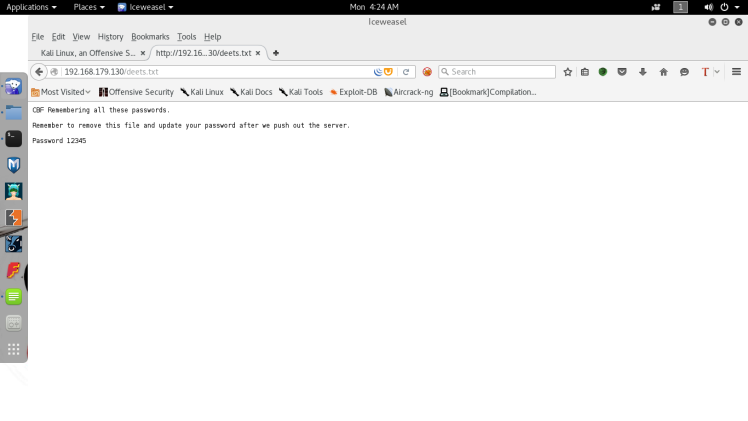 Applications Places Iceweasel Mon 4:24 AM 1
Iceweasel
File Edit View History Bookmarks Tools Help
Kali Linux, an Offensive S... × http://192.16...30/deets.txt ×
192.168.179.130/deets.txt Search
Most Visited Offensive Security Kali Linux Kali Docs Kali Tools Exploit-DB Aircrack-ng [Bookmark]Compilation...
CBF Remembering all these passwords.
Remember to remove this file and update your password after we push out the server.
Password 12345